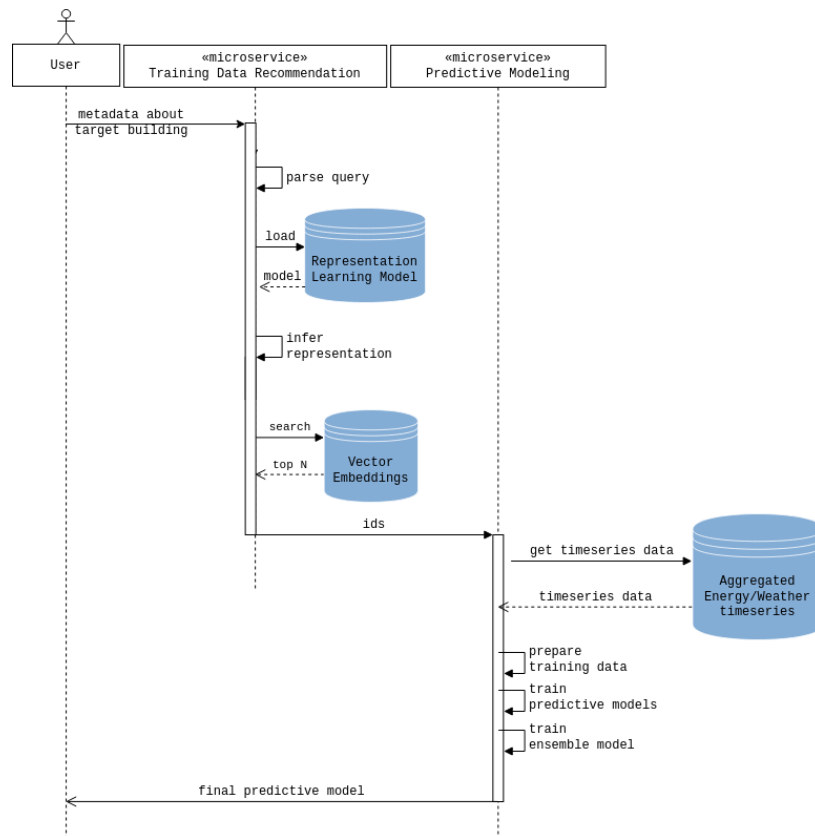 User
«microservice»
Training Data Recommendation
«microservice»
Predictive Modeling
metadata about
target building
parse query
load
Representation
Learning Model
model
infer
representation
search
Vector
Embeddings
top N
ids
get timeseries data
Aggregated
Energy/Weather
timeseries
timeseries data
prepare
training data
train
predictive models
train
ensemble model
final predictive model